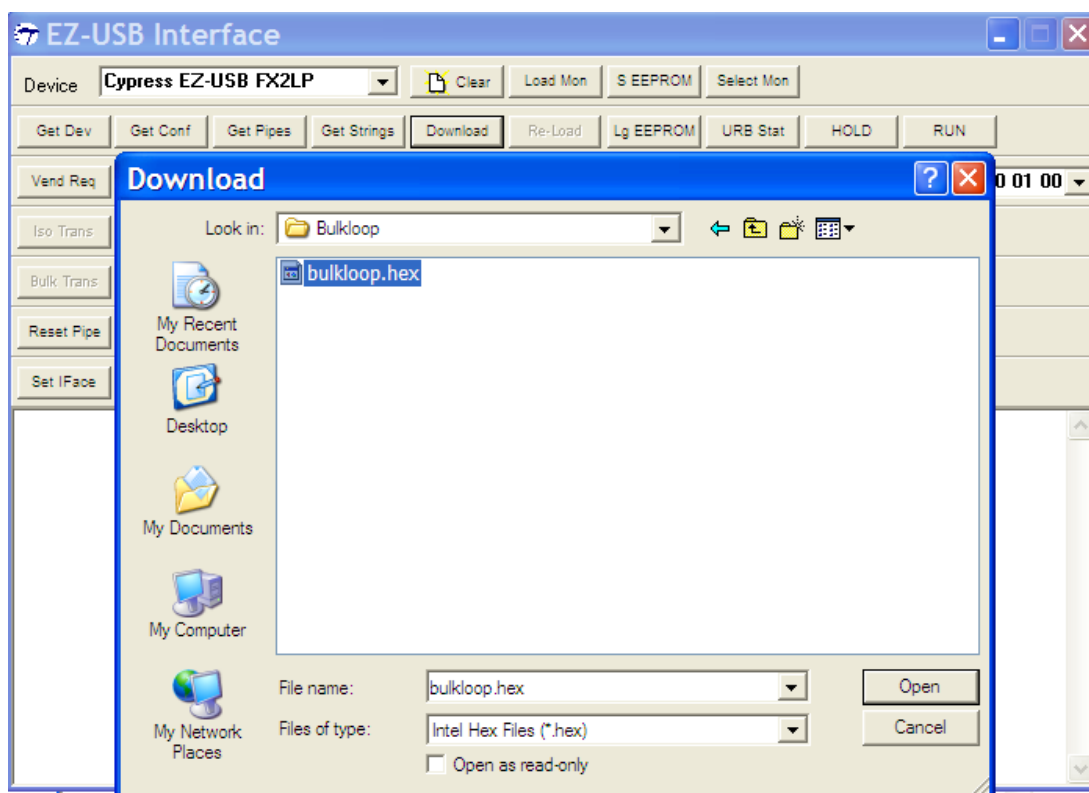 EZ-USB Interface
Device Cypress EZ-USB FX2LP Clear Load Mon S EEPROM Select Mon
Get Dev Get Conf Get Pipes Get Strings Download Re-Load Lg EEPROM URB Stat HOLD RUN
Vend Req
0 01 00
Iso Trans
Bulk Trans
Reset Pipe
Set IFace
Download
Look in: Bulkloop
bulkloop.hex
My Recent
Documents
Desktop
My Documents
My Computer
My Network
Places
File name: bulkloop.hex Open
Files of type: Intel Hex Files (*.hex) Cancel
Open as read-only